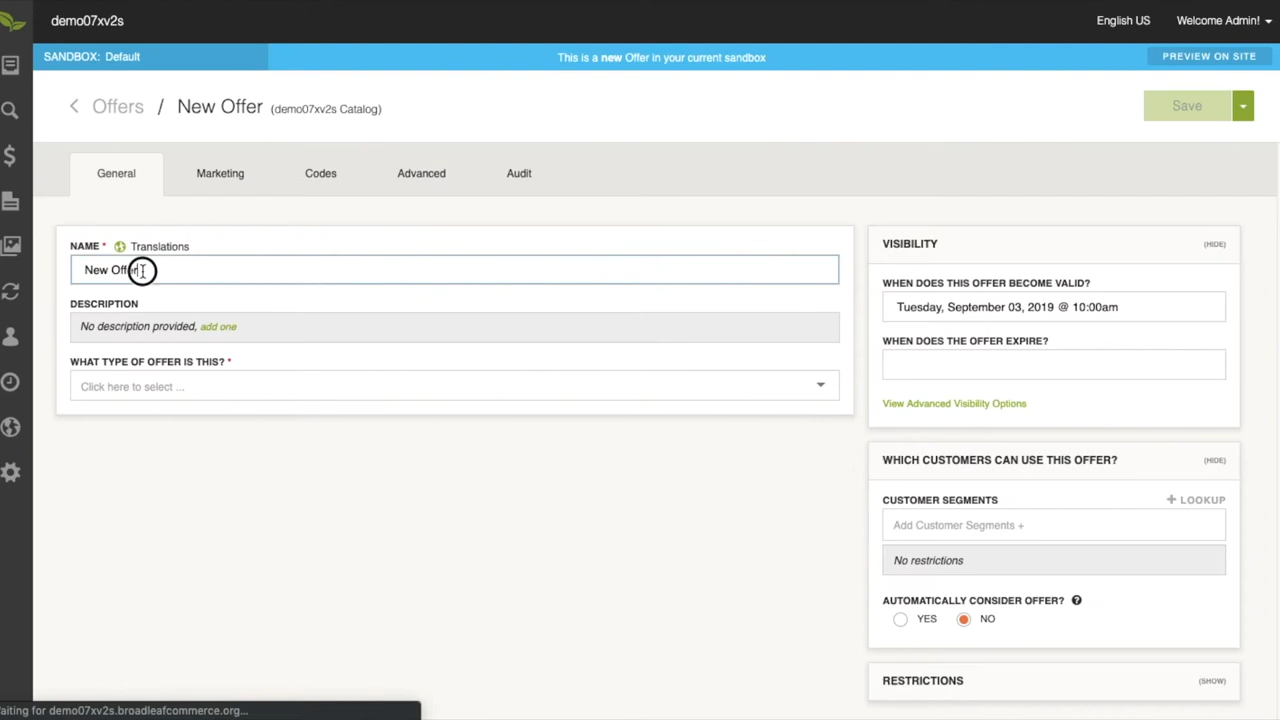 demo07xv2s
English US
Welcome Admin!
SANDBOX: Default
This is a new Offer in your current sandbox
PREVIEW ON SITE
Offers / New Offer (demo07xv2s Catalog)
Save
General
Marketing
Codes
Advanced
Audit
NAME * Translations
New Offer
DESCRIPTION
No description provided, add one
WHAT TYPE OF OFFER IS THIS? *
Click here to select ...
VISIBILITY
(HIDE)
WHEN DOES THIS OFFER BECOME VALID?
Tuesday, September 03, 2019 @ 10:00am
WHEN DOES THE OFFER EXPIRE?
View Advanced Visibility Options
WHICH CUSTOMERS CAN USE THIS OFFER?
(HIDE)
CUSTOMER SEGMENTS
+ LOOKUP
Add Customer Segments +
No restrictions
AUTOMATICALLY CONSIDER OFFER? ?
YES
NO
RESTRICTIONS
(SHOW)
Waiting for demo07xv2s.broadleafcommerce.org...